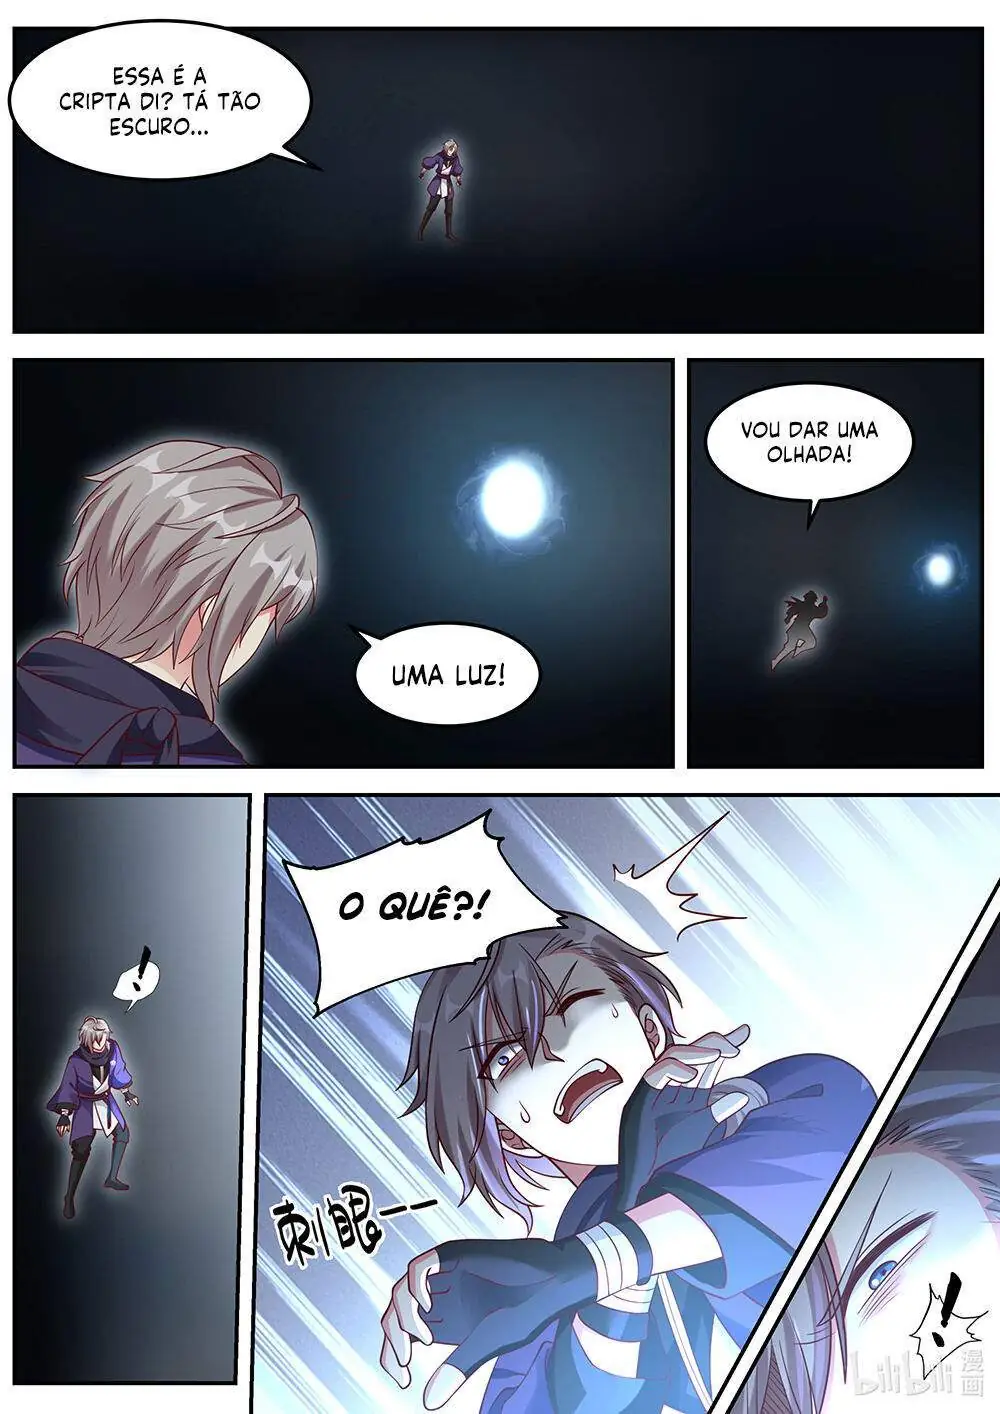 ESSA É A
CRIPTA DI? TÁ TÃO
ESCURO...
UMA LUZ!
VOU DAR UMA
OLHADA!
!
O QUÊ?!
刺眼--
!
bilibili 漫画